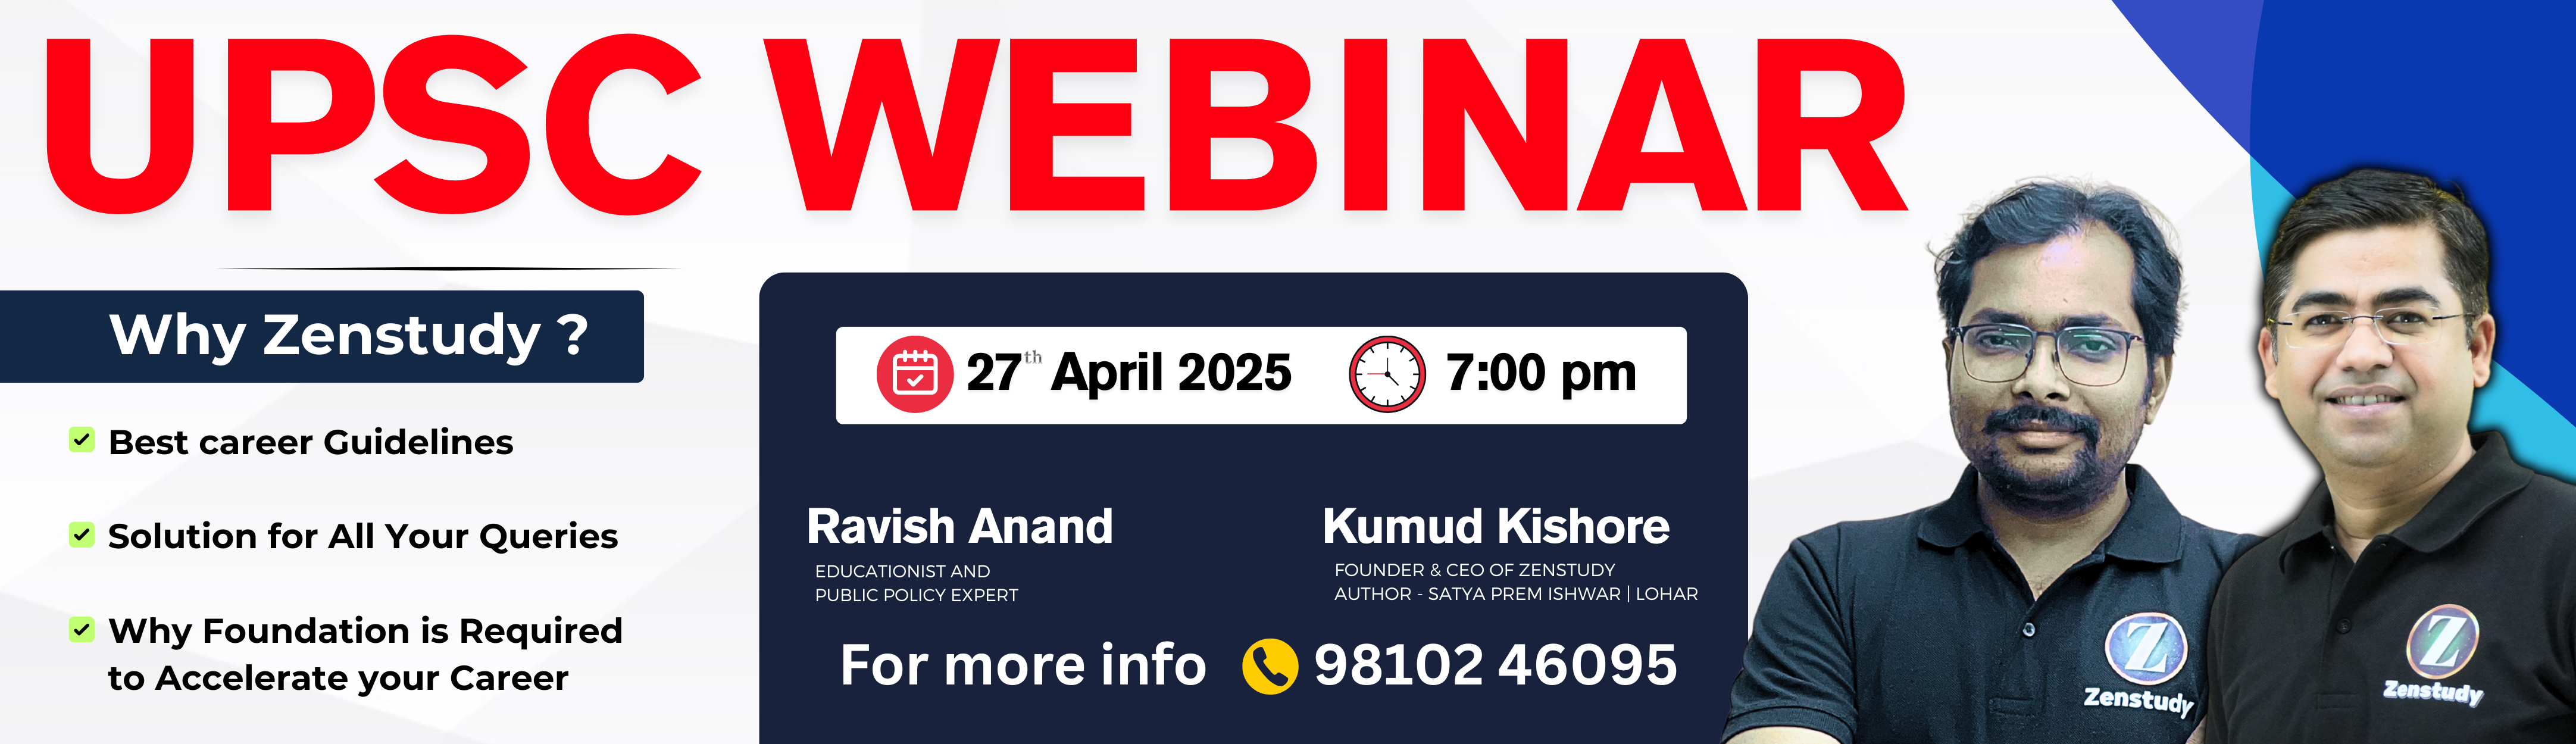 UPSC WEBINAR
Why Zenstudy ?
Best career Guidelines
Solution for All Your Queries
Why Foundation is Required
to Accelerate your Career
27th April 2025
7:00 pm
Ravish Anand
EDUCATIONIST AND
PUBLIC POLICY EXPERT
Kumud Kishore
FOUNDER & CEO OF ZENSTUDY
AUTHOR - SATYA PREM ISHWAR | LOHAR
For more info 98102 46095
Z
Zenstudy
Z
Zenstudy